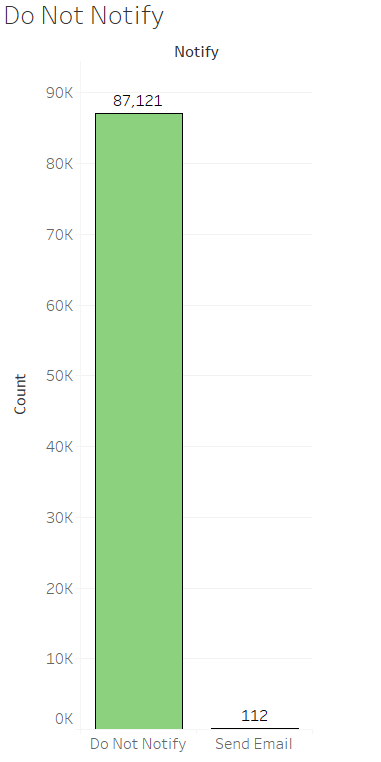 Do Not Notify
Notify
90K
87,121
80K
70K
60K
50K
Count
40K
30K
20K
10K
112
0K
Do Not Notify
Send Email